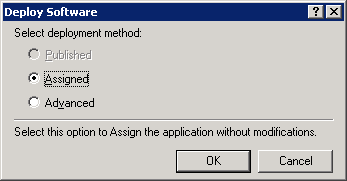 Deploy Software
Select deployment method:
Published
Assigned
Advanced
Select this option to Assign the application without modifications.
OK Cancel